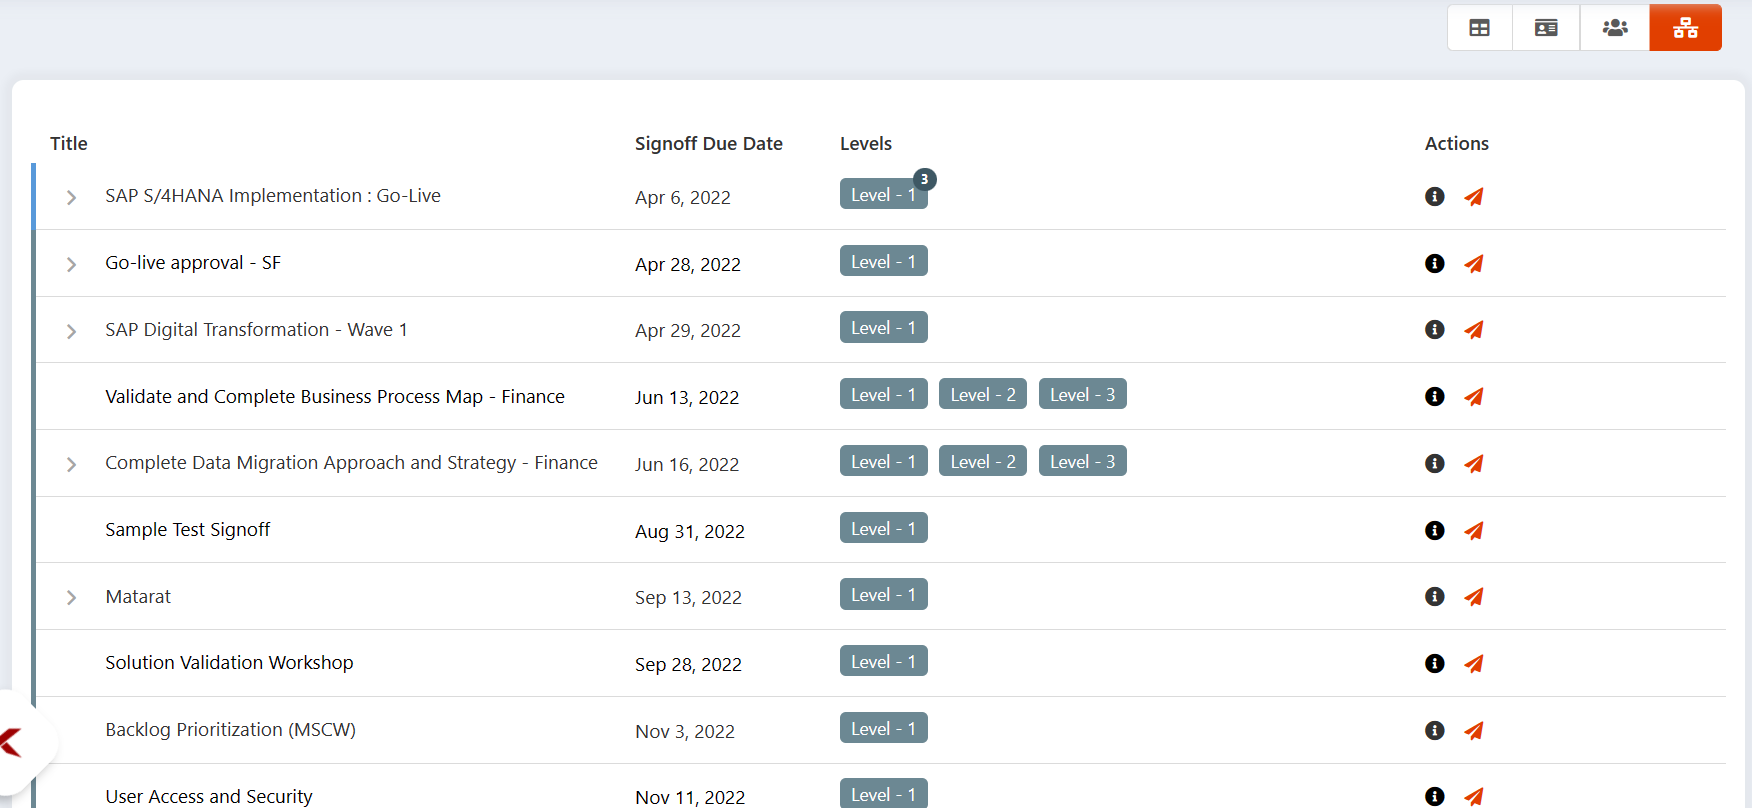 Title Signoff Due Date Levels Actions
3
SAP S/4HANA Implementation : Go-Live Apr 6, 2022 Level - 1
Go-live approval - SF Apr 28, 2022 Level - 1
SAP Digital Transformation - Wave 1 Apr 29, 2022 Level - 1
Validate and Complete Business Process Map - Finance Jun 13, 2022 Level - 1 Level - 2 Level - 3
Complete Data Migration Approach and Strategy - Finance Jun 16, 2022 Level - 1 Level - 2 Level - 3
Sample Test Signoff Aug 31, 2022 Level - 1
Matarat Sep 13, 2022 Level - 1
Solution Validation Workshop Sep 28, 2022 Level - 1
Backlog Prioritization (MSCW) Nov 3, 2022 Level - 1
User Access and Security Nov 11, 2022 Level - 1